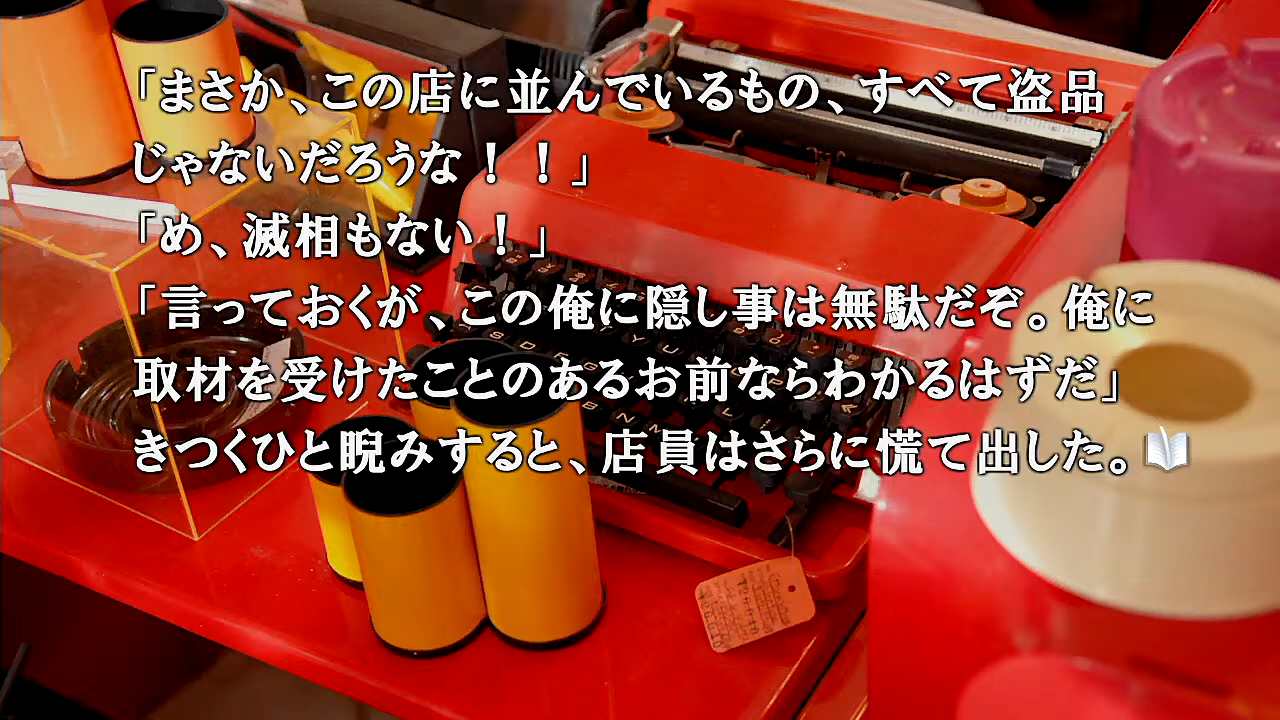 「まさか、この店に並んでいるもの、すべて盗品
じゃないだろうな！！」
「め、滅相もない！」
「言っておくが、この俺に隠し事は無駄だぞ。俺に
取材を受けたことのあるお前ならわかるはずだ」
きつくひと睨みすると、店員はさらに慌て出した。